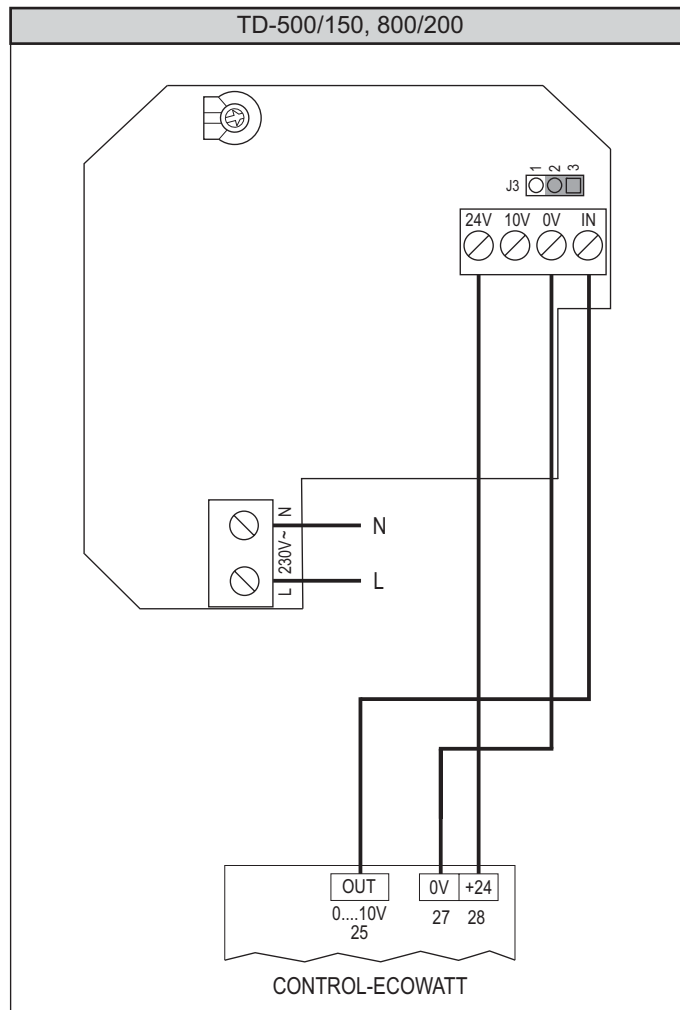 TD-500/150, 800/200
1 2 3
J3
24V 10V 0V IN
N
N
230V~
L
L
OUT 0V +24
0....10V 27 28
25
CONTROL-ECOWATT